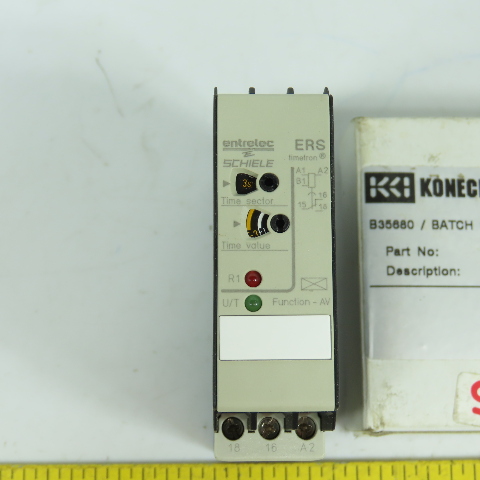 entrelec
SCHIELE
ERS
timetron®
A1 A2
B1
16
15
3s
Time sector
Time value
R1
U/T
Function-AV
18 16 A2
KONEC
B35680 / BATCH
Part No:
Description: